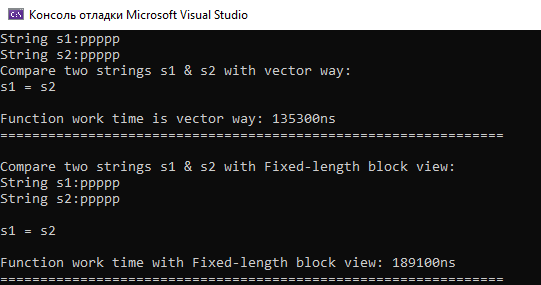 Консоль отладки Microsoft Visual Studio
String s1:ppppp
String s2:ppppp
Compare two strings s1 & s2 with vector way:
s1 = s2
Function work time is vector way: 135300ns
===============================================================
Compare two strings s1 & s2 with Fixed-length block view:
String s1:ppppp
String s2:ppppp
s1 = s2
Function work time with Fixed-length block view: 189100ns
===============================================================